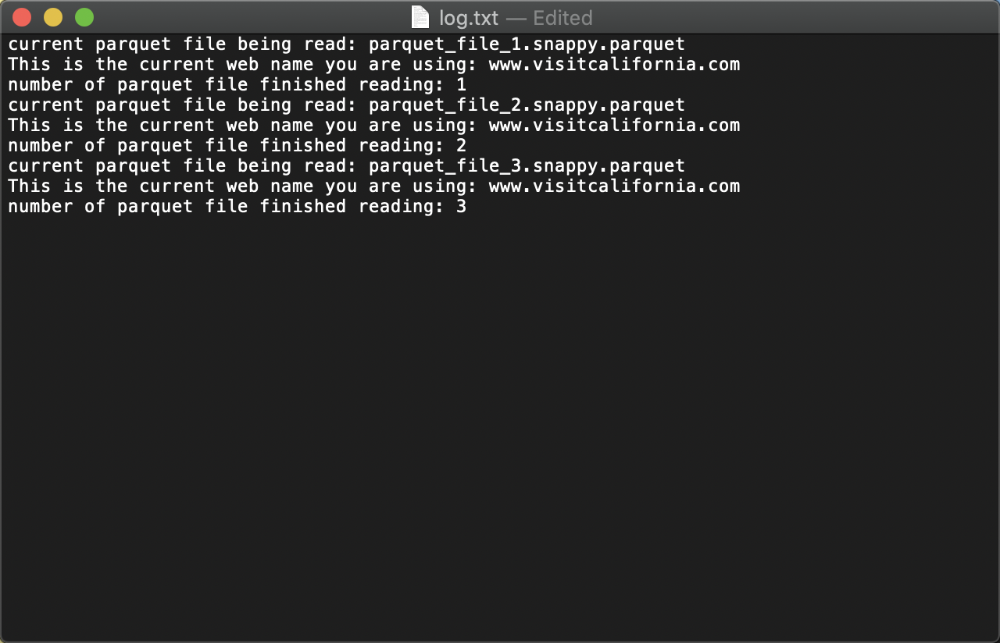 log.txt — Edited
current parquet file being read: parquet_file_1.snappy.parquet
This is the current web name you are using: www.visitcalifornia.com
number of parquet file finished reading: 1
current parquet file being read: parquet_file_2.snappy.parquet
This is the current web name you are using: www.visitcalifornia.com
number of parquet file finished reading: 2
current parquet file being read: parquet_file_3.snappy.parquet
This is the current web name you are using: www.visitcalifornia.com
number of parquet file finished reading: 3